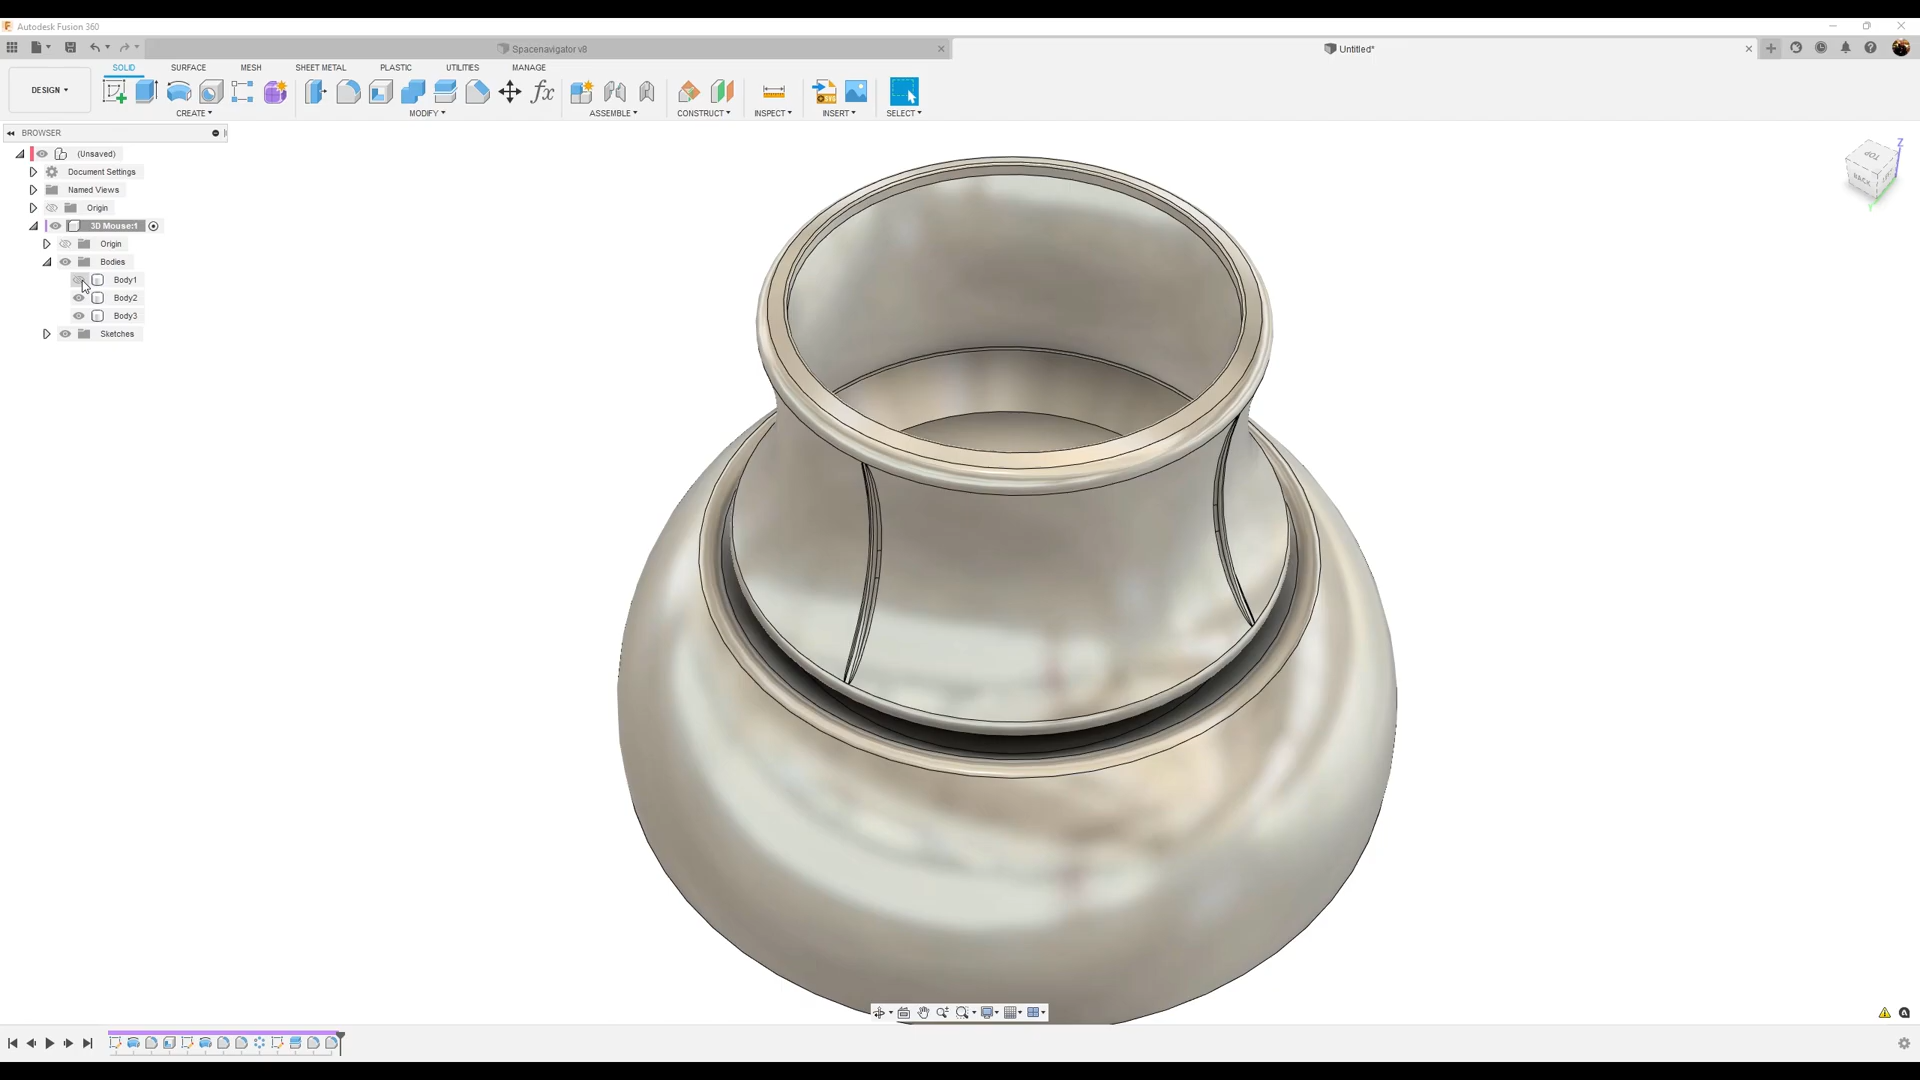 Autodesk Fusion 360
Spacenavigator v8
Untitled*
DESIGN
SOLID SURFACE MESH SHEET METAL PLASTIC UTILITIES MANAGE
CREATE MODIFY ASSEMBLE CONSTRUCT INSPECT INSERT SELECT
BROWSER
(Unsaved)
Document Settings
Named Views
Origin
3D Mouse:1
Origin
Bodies
Body1
Body2
Body3
Sketches
TOP
BACK
Z